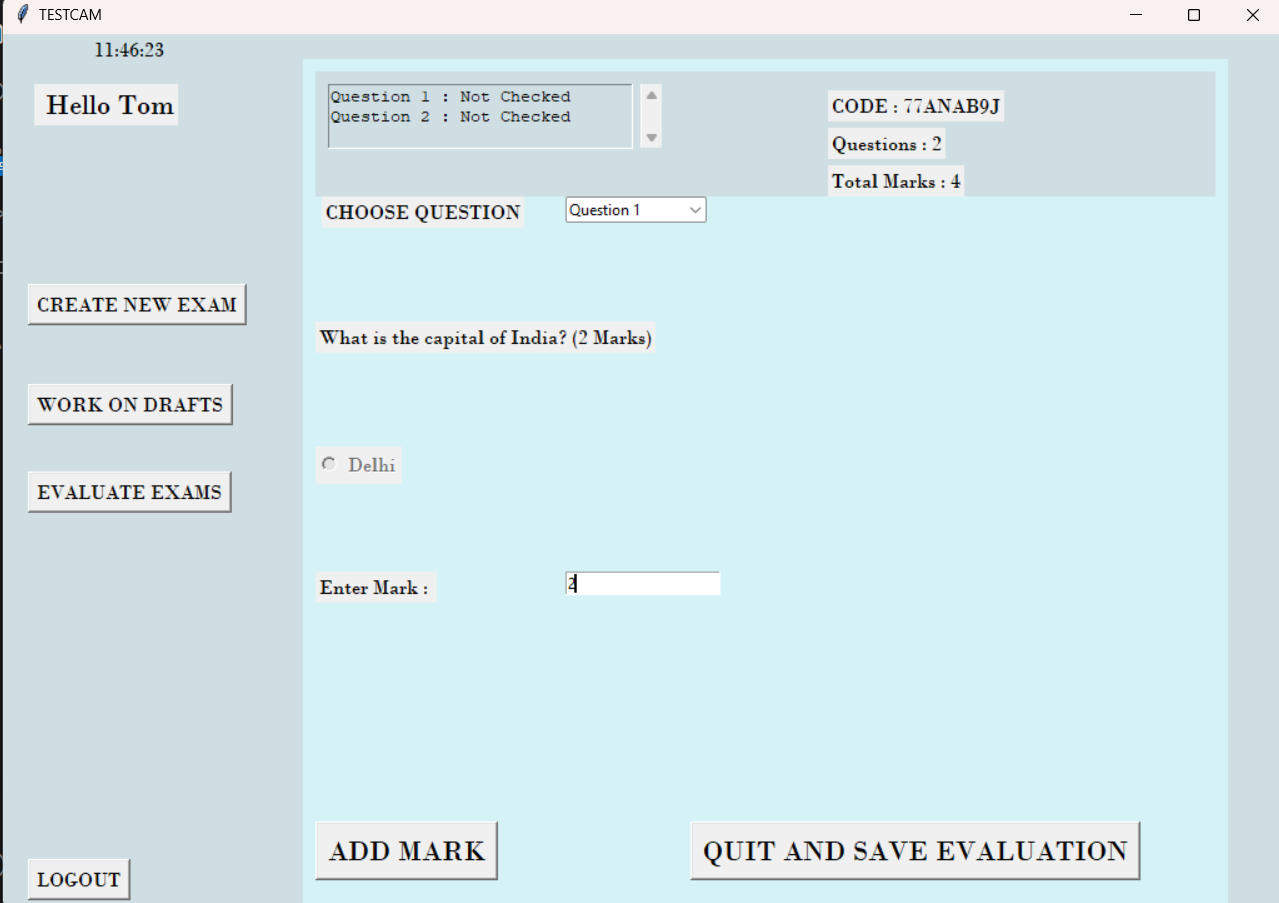 TESTCAM
11:46:23
Hello Tom
Question 1 : Not Checked
Question 2 : Not Checked
CODE : 77ANAB9J
Questions : 2
Total Marks : 4
CHOOSE QUESTION
Question 1
CREATE NEW EXAM
What is the capital of India? (2 Marks)
WORK ON DRAFTS
Delhi
EVALUATE EXAMS
Enter Mark :
2
ADD MARK
QUIT AND SAVE EVALUATION
LOGOUT